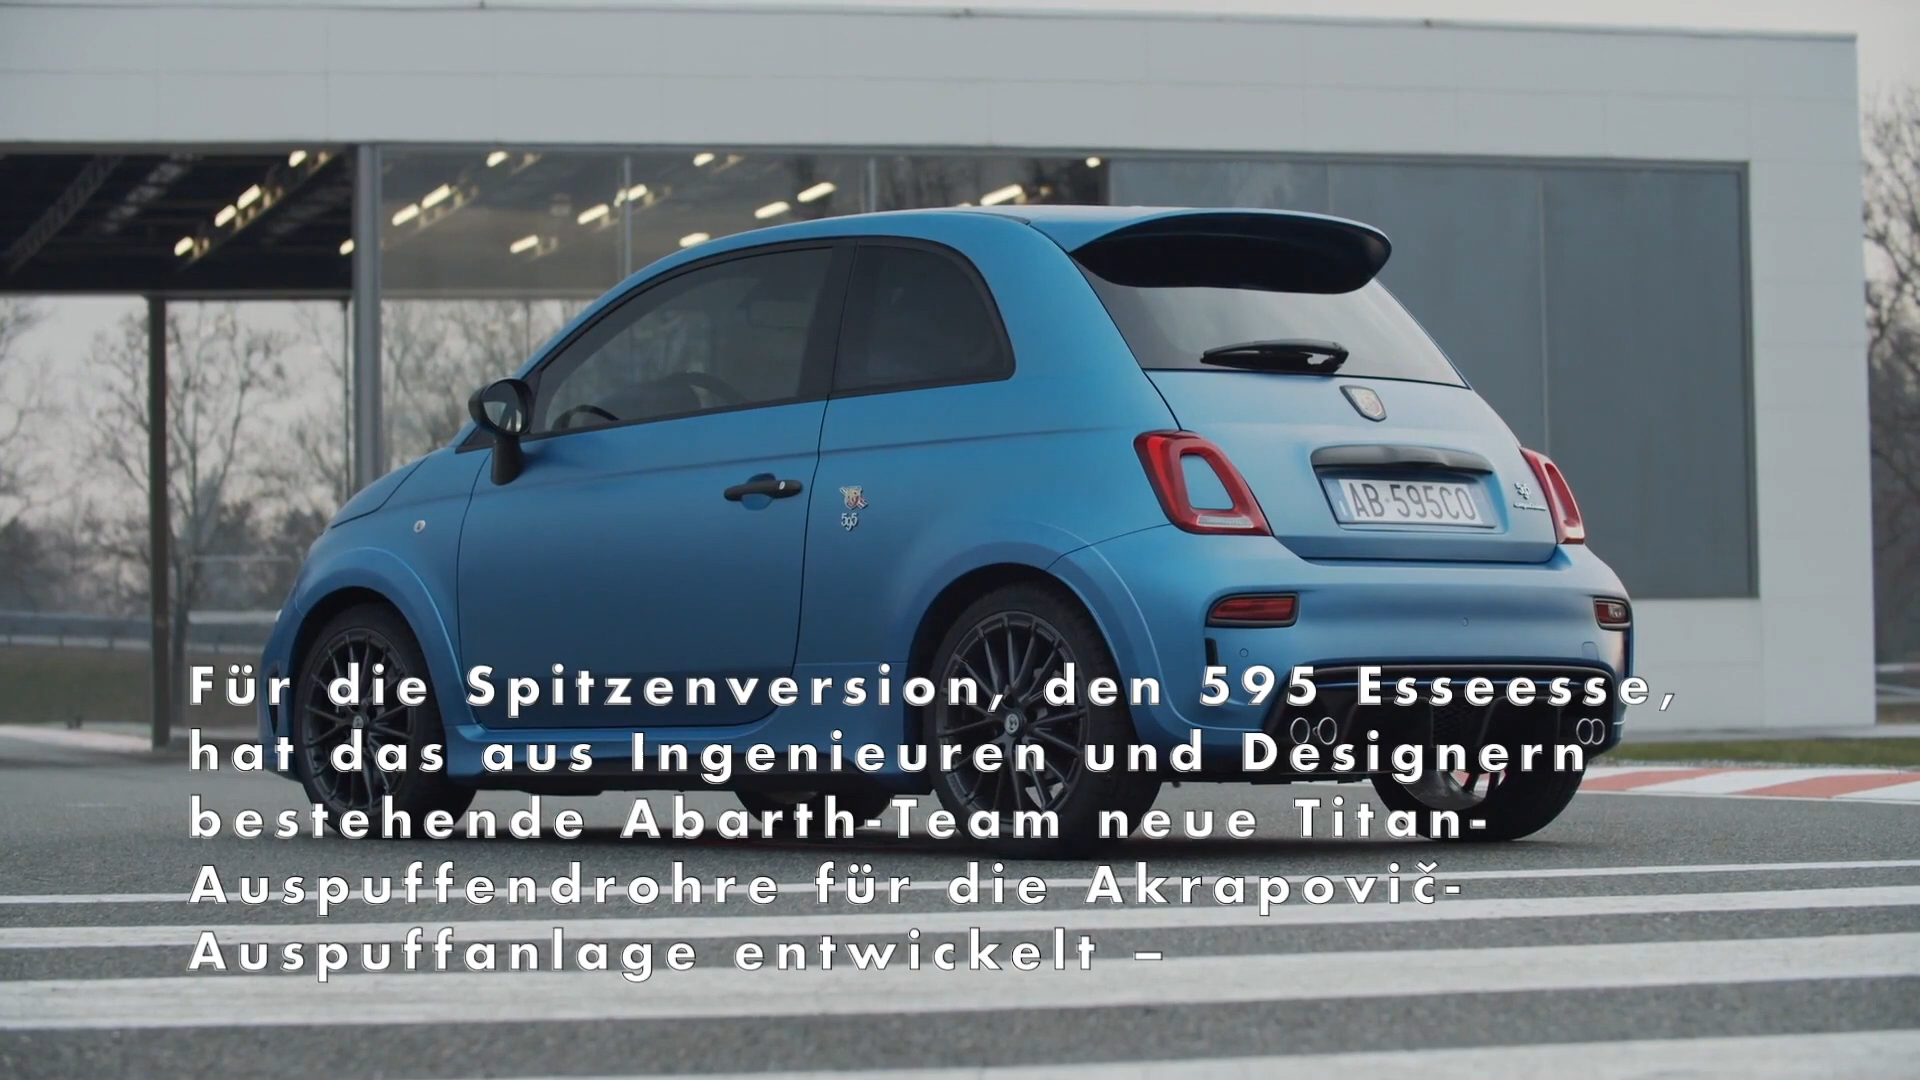 595
AB 595CO
Für die Spitzenversion, den 595 Esseesse,
hat das aus Ingenieuren und Designern
bestehende Abarth-Team neue Titan-
Auspuffendrohre für die Akrapovič-
Auspuffanlage entwickelt –